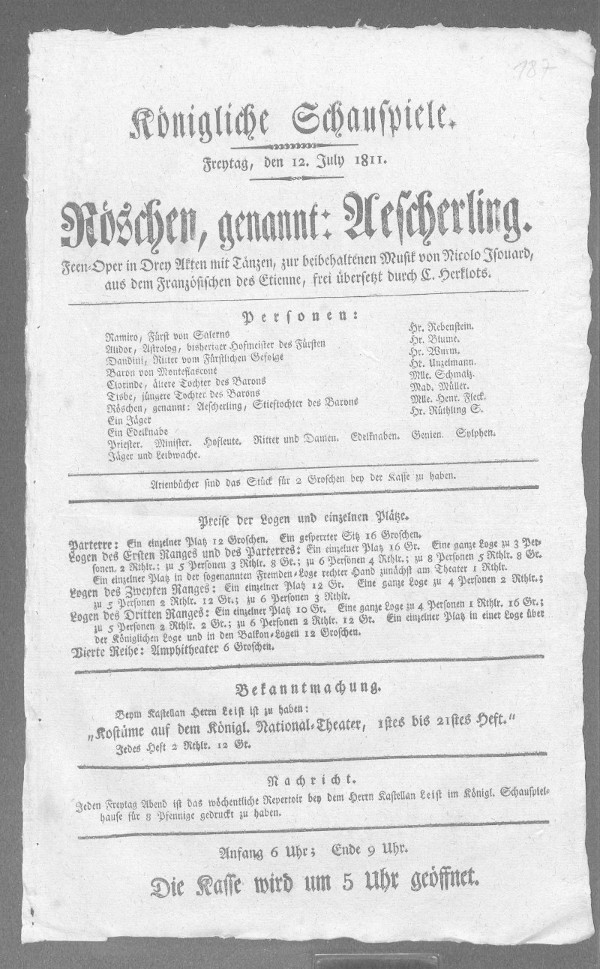 187
Königliche Schauspiele.
Freytag, den 12. July 1811.
Röschen, genannt: Aescherling.
Feen-Oper in Drey Akten mit Tänzen, zur beibehaltenen Musik von Nicolo Isouard,
aus dem Französischen des Etienne, frei übersetzt durch C. Herklots.
Personen:
Ramiro, Fürst von Salerns Hr. Rebenstein.
Alidor, Astrolog, bisheriger Hofmeister des Fürsten Hr. Blume.
Dandini, Ritter vom Fürstlichen Gefolge Hr. Wurm.
Baron von Montefiascone Hr. Unzelmann.
Clorinde, ältere Tochter des Barons Mlle. Schmalz.
Tisbe, jüngere Tochter des Barons Mad. Müller.
Röschen, genannt: Aescherling, Stieftochter des Barons Mlle. Henr. Fleck.
Ein Jäger Hr. Rüthling S.
Ein Edelknabe
Priester. Minister. Hofleute. Ritter und Damen. Edelknaben. Genien. Sylphen.
Jäger und Leibwache.
Arienbücher sind das Stück für 2 Groschen bey der Kasse zu haben.
Preise der Logen und einzelnen Plätze.
Parterre: Ein einzelner Platz 12 Groschen. Ein gesperrter Sitz 16 Groschen.
Logen des Ersten Ranges und des Parterres: Ein einzelner Platz 16 Gr. Eine ganze Loge zu 3 Per-
sonen, 2 Rthlr.; zu 5 Personen 3 Rthlr. 8 Gr.; zu 6 Personen 4 Rthlr.; zu 8 Personen 5 Rthlr. 8 Gr.
Ein einzelner Platz in der sogenannten Fremden-Loge rechter Hand zunächst am Theater 1 Rthlr.
Logen des Zweyten Ranges: Ein einzelner Platz 12 Gr. Eine ganze Loge zu 4 Personen 2 Rthlr.;
zu 5 Personen 2 Rthlr. 12 Gr.; zu 6 Personen 3 Rthlr.
Logen des Dritten Ranges: Ein einzelner Platz 10 Gr. Eine ganze Loge zu 4 Personen 1 Rthlr. 16 Gr.;
zu 5 Personen 2 Rthlr. 2 Gr.; zu 6 Personen 2 Rthlr. 12 Gr. Ein einzelner Platz in einer Loge über
der Königlichen Loge und in den Balkon-Logen 12 Groschen.
Vierte Reihe: Amphitheater 6 Groschen.
Bekanntmachung.
Beym Kastellan Herrn Leist ist zu haben:
„Kostüme auf dem Königl. National-Theater, 1stes bis 21stes Heft.“
Jedes Heft 2 Rthlr. 12 Gr.
Nachricht.
Jeden Freytag Abend ist das wöchentliche Repertoir bey dem Herrn Kastellan Leist im Königl. Schauspiel-
hause für 8 Pfennige gedruckt zu haben.
Anfang 6 Uhr; Ende 9 Uhr.
Die Kasse wird um 5 Uhr geöffnet.